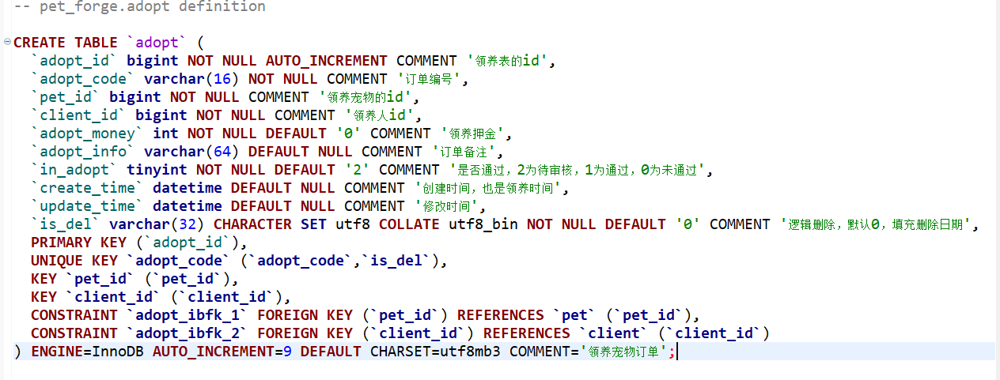 -- pet_forge.adopt definition
CREATE TABLE `adopt` (
`adopt_id` bigint NOT NULL AUTO_INCREMENT COMMENT '领养表的id',
`adopt_code` varchar(16) NOT NULL COMMENT '订单编号',
`pet_id` bigint NOT NULL COMMENT '领养宠物的id',
`client_id` bigint NOT NULL COMMENT '领养人id',
`adopt_money` int NOT NULL DEFAULT '0' COMMENT '领养押金',
`adopt_info` varchar(64) DEFAULT NULL COMMENT '订单备注',
`in_adopt` tinyint NOT NULL DEFAULT '2' COMMENT '是否通过，2为待审核，1为通过，0为未通过',
`create_time` datetime DEFAULT NULL COMMENT '创建时间，也是领养时间',
`update_time` datetime DEFAULT NULL COMMENT '修改时间',
`is_del` varchar(32) CHARACTER SET utf8 COLLATE utf8_bin NOT NULL DEFAULT '0' COMMENT '逻辑删除，默认0，填充删除日期',
PRIMARY KEY (`adopt_id`),
UNIQUE KEY `adopt_code` (`adopt_code`,`is_del`),
KEY `pet_id` (`pet_id`),
KEY `client_id` (`client_id`),
CONSTRAINT `adopt_ibfk_1` FOREIGN KEY (`pet_id`) REFERENCES `pet` (`pet_id`),
CONSTRAINT `adopt_ibfk_2` FOREIGN KEY (`client_id`) REFERENCES `client` (`client_id`)
) ENGINE=InnoDB AUTO_INCREMENT=9 DEFAULT CHARSET=utf8mb3 COMMENT='领养宠物订单';